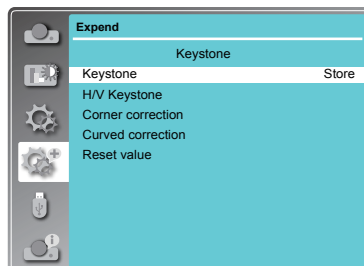 Expend
Keystone
Keystone Store
H/V Keystone
Corner correction
Curved correction
Reset value